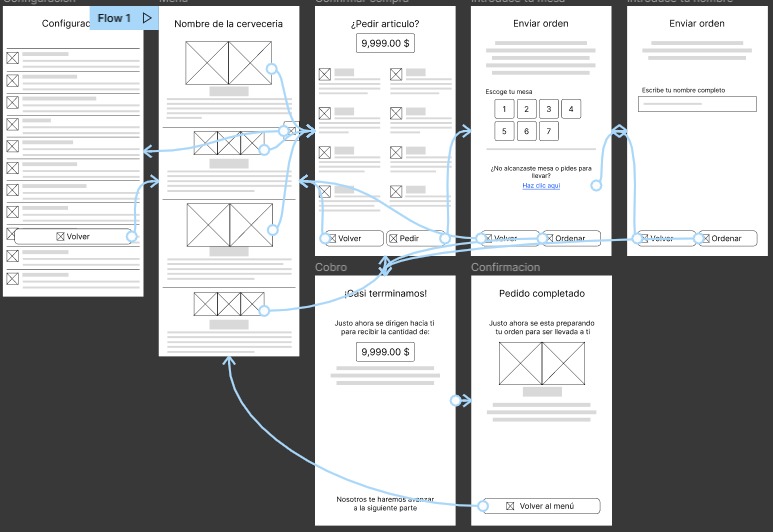 Configuracion
Menu
Confirmar compra
Introduce tu mesa
Introduce tu nombre
Flow 1
Configurac
Volver
Nombre de la cerveceria
¿Pedir articulo?
9,999.00 $
Volver
Pedir
Enviar orden
Escoge tu mesa
1 2 3 4
5 6 7
¿No alcanzaste mesa o pides para
llevar?
Haz clic aqui
Volver
Ordenar
Enviar orden
Escribe tu nombre completo
Volver
Ordenar
Cobro
¡Casi terrminamos!
Justo ahora se dirigen hacia ti
para recibir la cantidad de:
9,999.00 $
Nosotros te haremos avanzar
a la siguiente parte
Confirmacion
Pedido completado
Justo ahora se esta preparando
tu orden para ser llevada a ti
Volver al menú